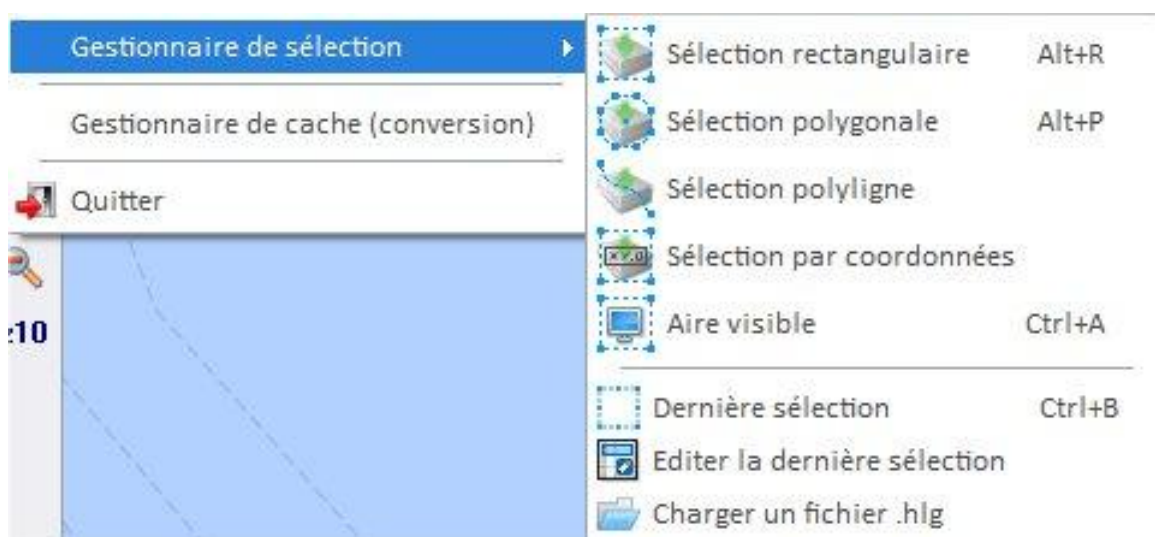 Gestionnaire de sélection
Gestionnaire de cache (conversion)
Quitter
:10
Sélection rectangulaire Alt+R
Sélection polygonale Alt+P
Sélection polyligne
Sélection par coordonnées
Aire visible Ctrl+A
Dernière sélection Ctrl+B
Editer la dernière sélection
Charger un fichier .hlg